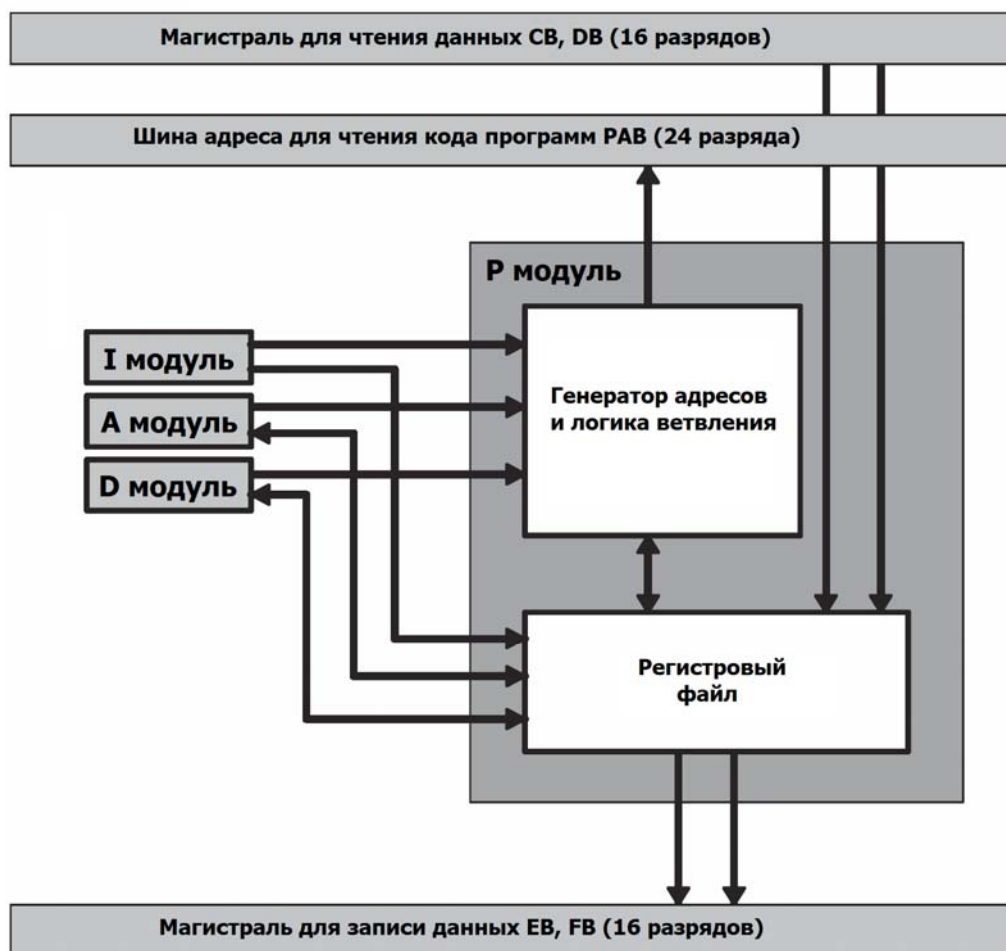 Магистраль для чтения данных CB, DB (16 разрядов)
Шина адреса для чтения кода программ PAB (24 разряда)
P модуль
I модуль
A модуль
D модуль
Генератор адресов
и логика ветвления
Регистровый
файл
Магистраль для записи данных EB, FB (16 разрядов)